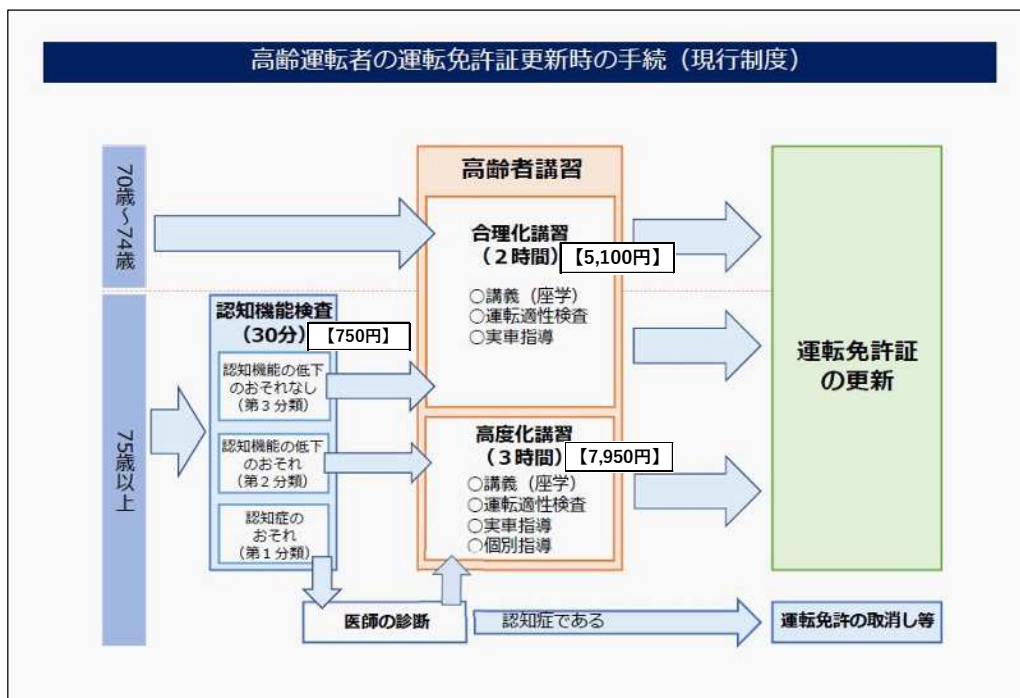 高齢運転者の運転免許証更新時の手続（現行制度）
70歳～74歳
高齢者講習
合理化講習
（２時間）【5,100円】
○講義（座学）
○運転適性検査
○実車指導
75歳以上
認知機能検査
（30分）【750円】
認知機能の低下
のおそれなし
（第３分類）
認知機能の低下
のおそれ
（第２分類）
認知症の
おそれ
（第１分類）
高度化講習
（３時間）【7,950円】
○講義（座学）
○運転適性検査
○実車指導
○個別指導
運転免許証
の更新
医師の診断
認知症である
運転免許の取消し等